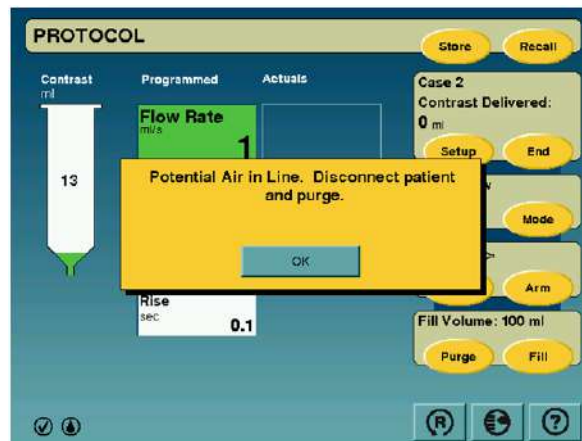 PROTOCOL
Store
Recall
Contrast
ml
13
Programmed
Actuals
Flow Rate
ml/s
1
Case 2
Contrast Delivered:
0 ml
Setup
End
Potential Air in Line. Disconnect patient
and purge.
OK
Mode
Arm
Rise
sec
0.1
Fill Volume: 100 ml
Purge
Fill
R
?